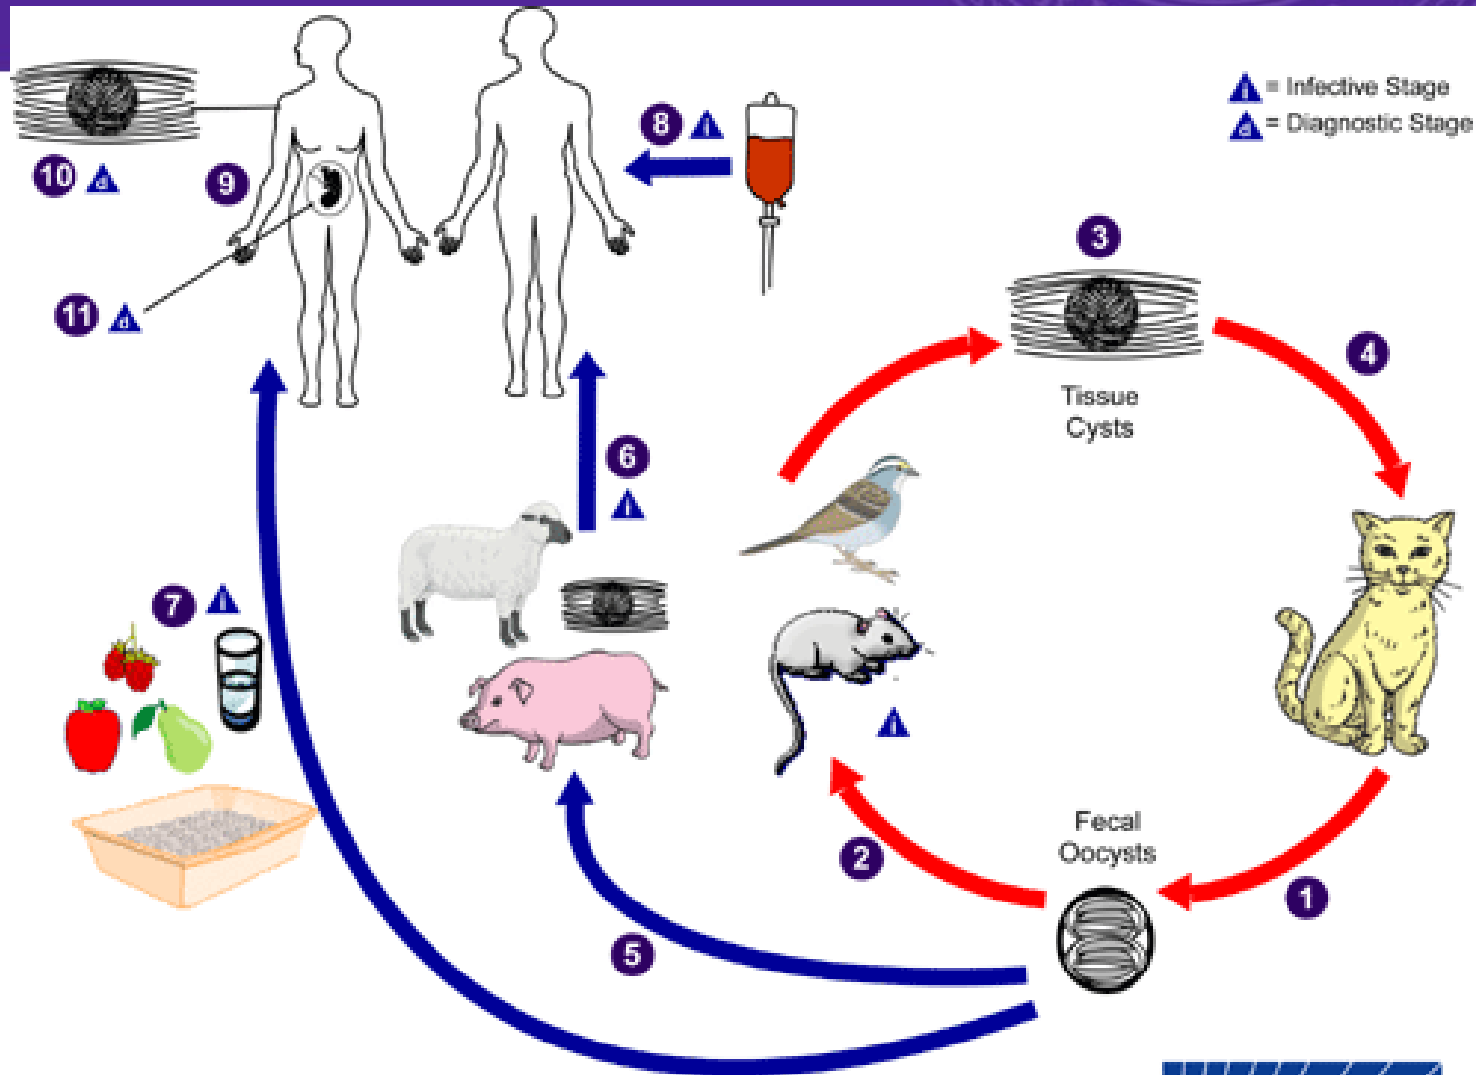 i = Infective Stage
d = Diagnostic Stage
8 i
10 d
9
3
11 d
4
Tissue
Cysts
6
i
7 i
i
Fecal
Oocysts
2
1
5